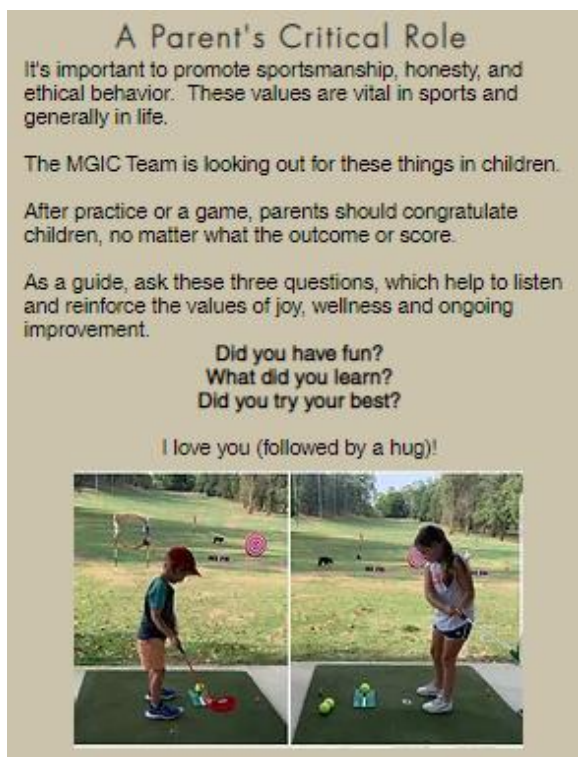 A Parent's Critical Role
It's important to promote sportsmanship, honesty, and
ethical behavior.  These values are vital in sports and
generally in life.
The MGIC Team is looking out for these things in children.
After practice or a game, parents should congratulate
children, no matter what the outcome or score.
As a guide, ask these three questions, which help to listen
and reinforce the values of joy, wellness and ongoing
improvement.
Did you have fun?
What did you learn?
Did you try your best?
I love you (followed by a hug)!